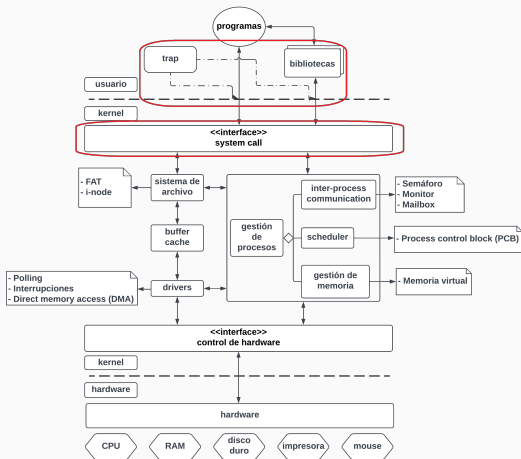 programas
trap
bibliotecas
usuario
kernel
<<interface>>
system call
- FAT
- i-node
sistema de
archivo
inter-process
communication
- Semáforo
- Monitor
- Mailbox
buffer
cache
gestión
de
procesos
scheduler
- Process control block (PCB)
- Polling
- Interrupciones
- Direct memory access (DMA)
drivers
gestión de
memoria
- Memoria virtual
<<interface>>
control de hardware
kernel
hardware
hardware
CPU
RAM
disco
duro
impresora
mouse